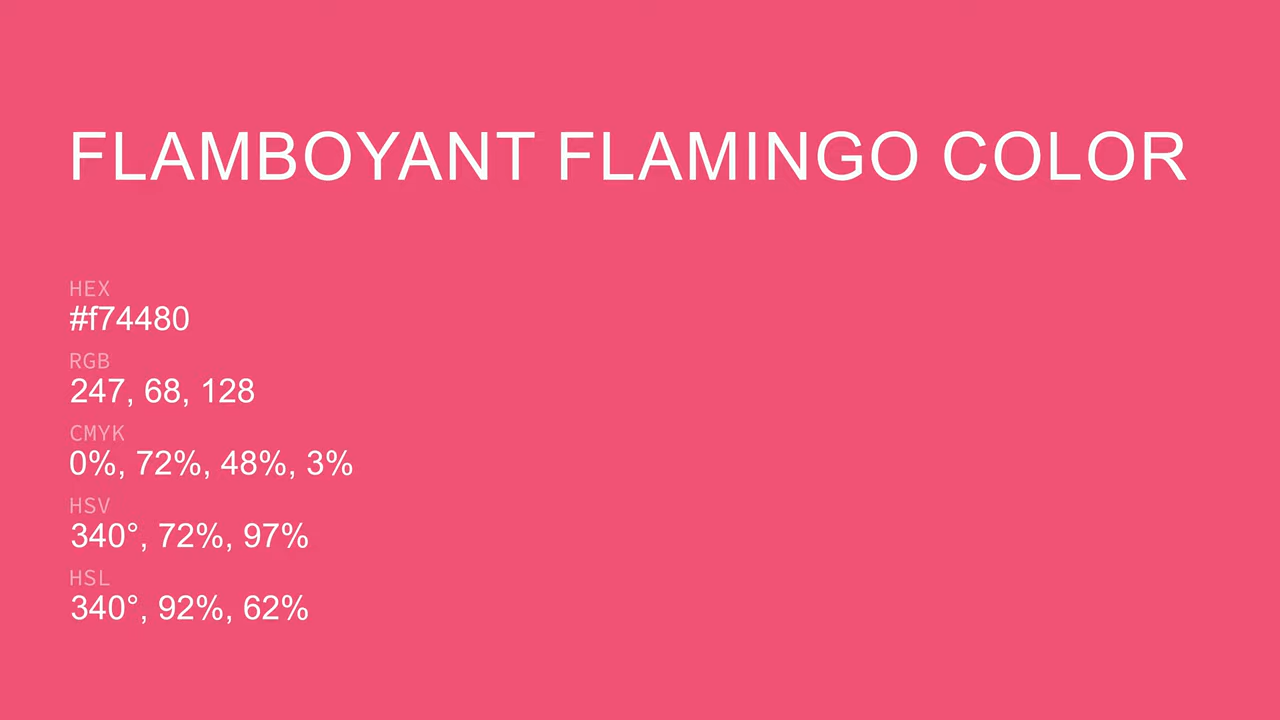 FLAMBOYANT FLAMINGO COLOR
HEX
#f74480
RGB
247, 68, 128
CMYK
0%, 72%, 48%, 3%
HSV
340°, 72%, 97%
HSL
340°, 92%, 62%